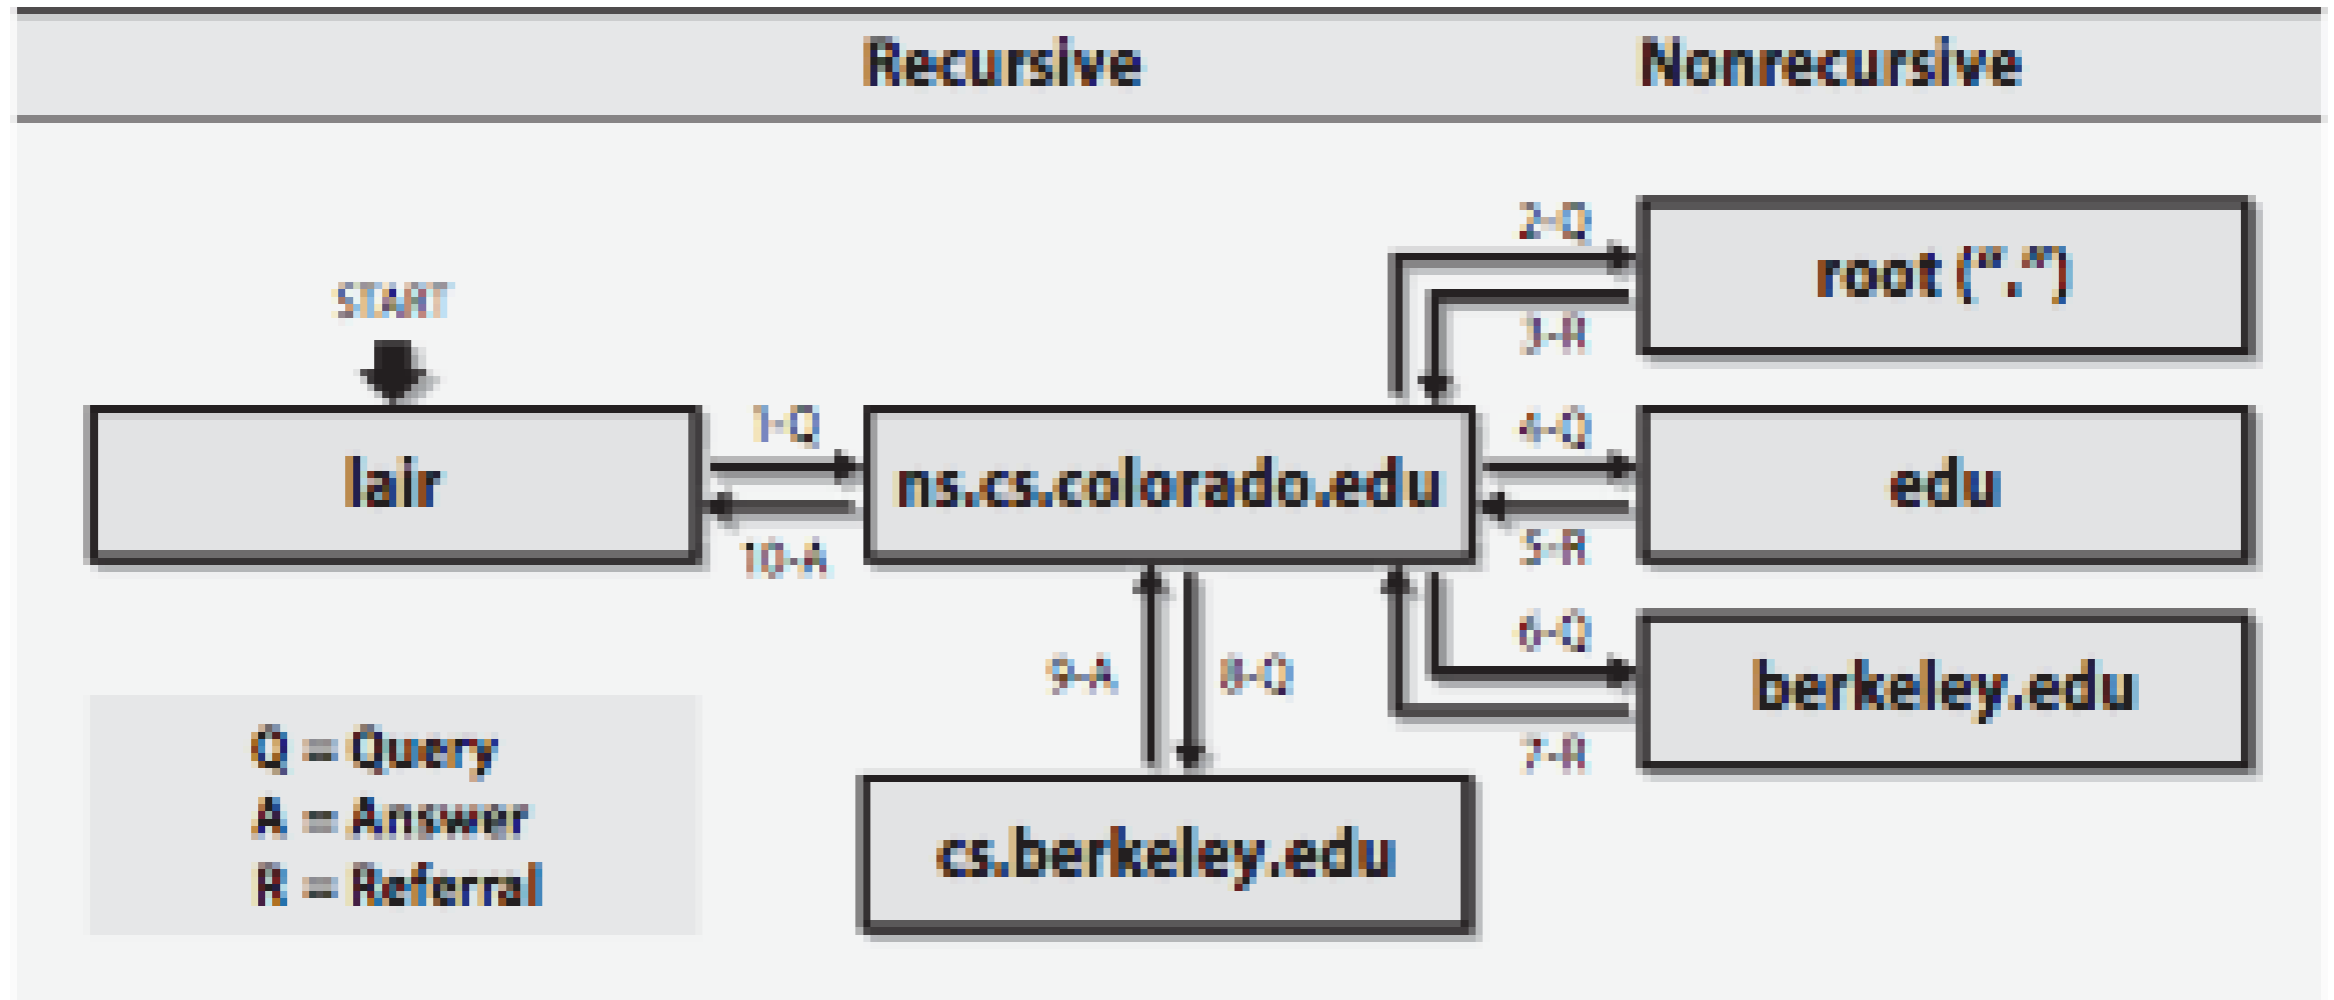 Recursive
Nonrecursive
START
2-Q
root (“.”)
3-R
lair
1-Q
10-A
ns.cs.colorado.edu
4-Q
edu
5-R
9-A
8-Q
6-Q
berkeley.edu
7-R
Q = Query
A = Answer
R = Referral
cs.berkeley.edu